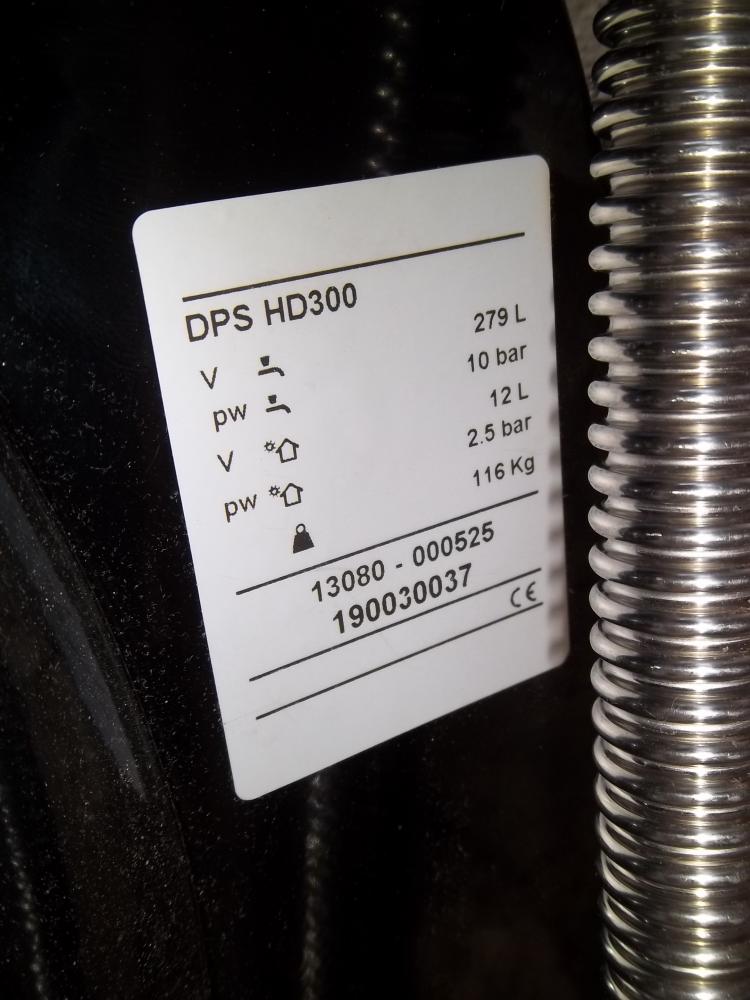 DPS HD300
V 279 L
pw 10 bar
V 12 L
pw 2.5 bar
116 Kg
13080 - 000525
190030037
CE